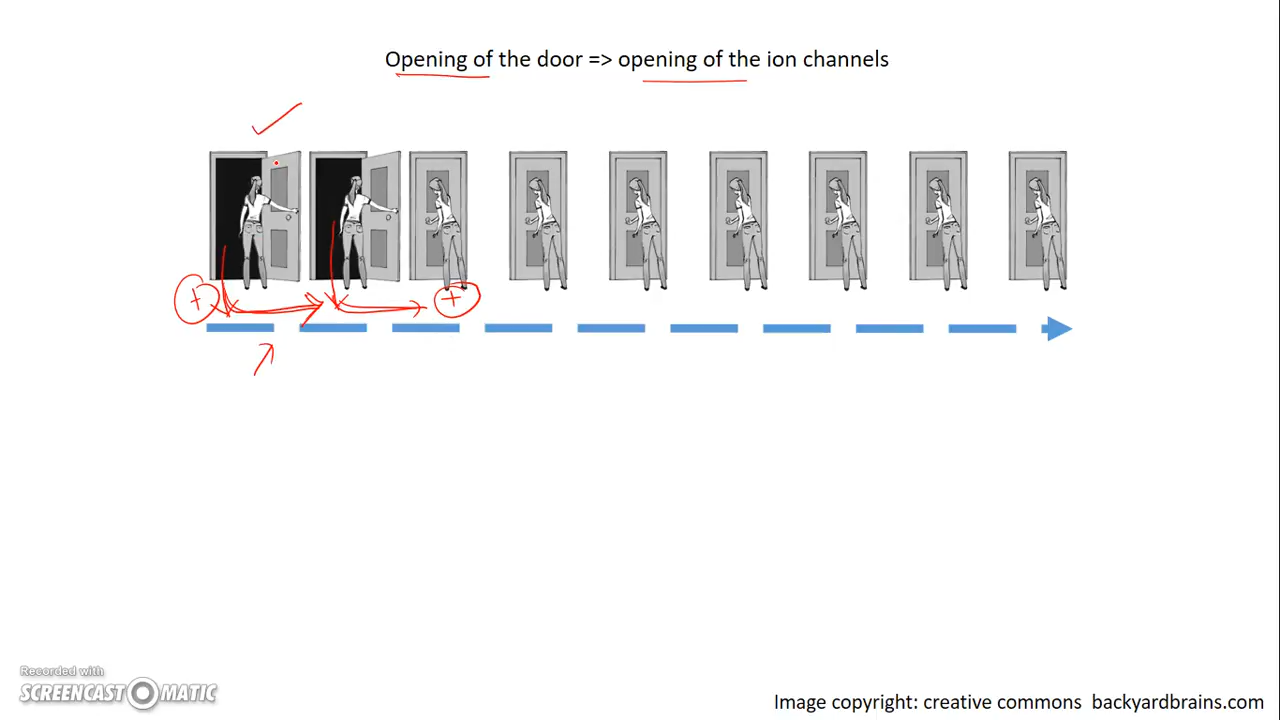 Opening of the door => opening of the ion channels
+
+
Recorded with
SCREENCAST MATIC
Image copyright: creative commons backyardbrains.com